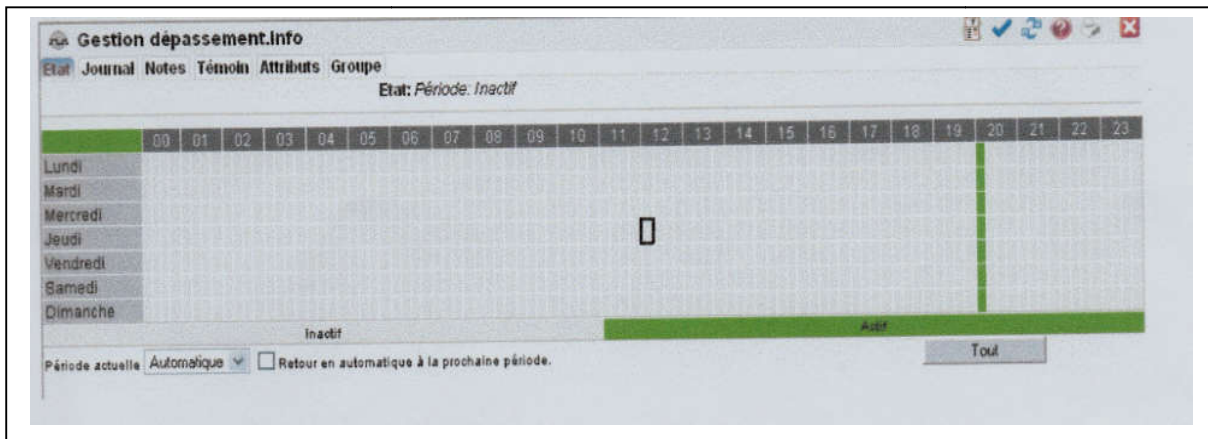 Gestion dépassement.Info
Etat Journal Notes Témoin Attributs Groupe
Etat: Période: Inactif
00 01 02 03 04 05 06 07 08 09 10 11 12 13 14 15 16 17 18 19 20 21 22 23
Lundi
Mardi
Mercredi
Jeudi
Vendredi
Samedi
Dimanche
Inactif Actif
Période actuelle Automatique Retour en automatique à la prochaine période. Tout